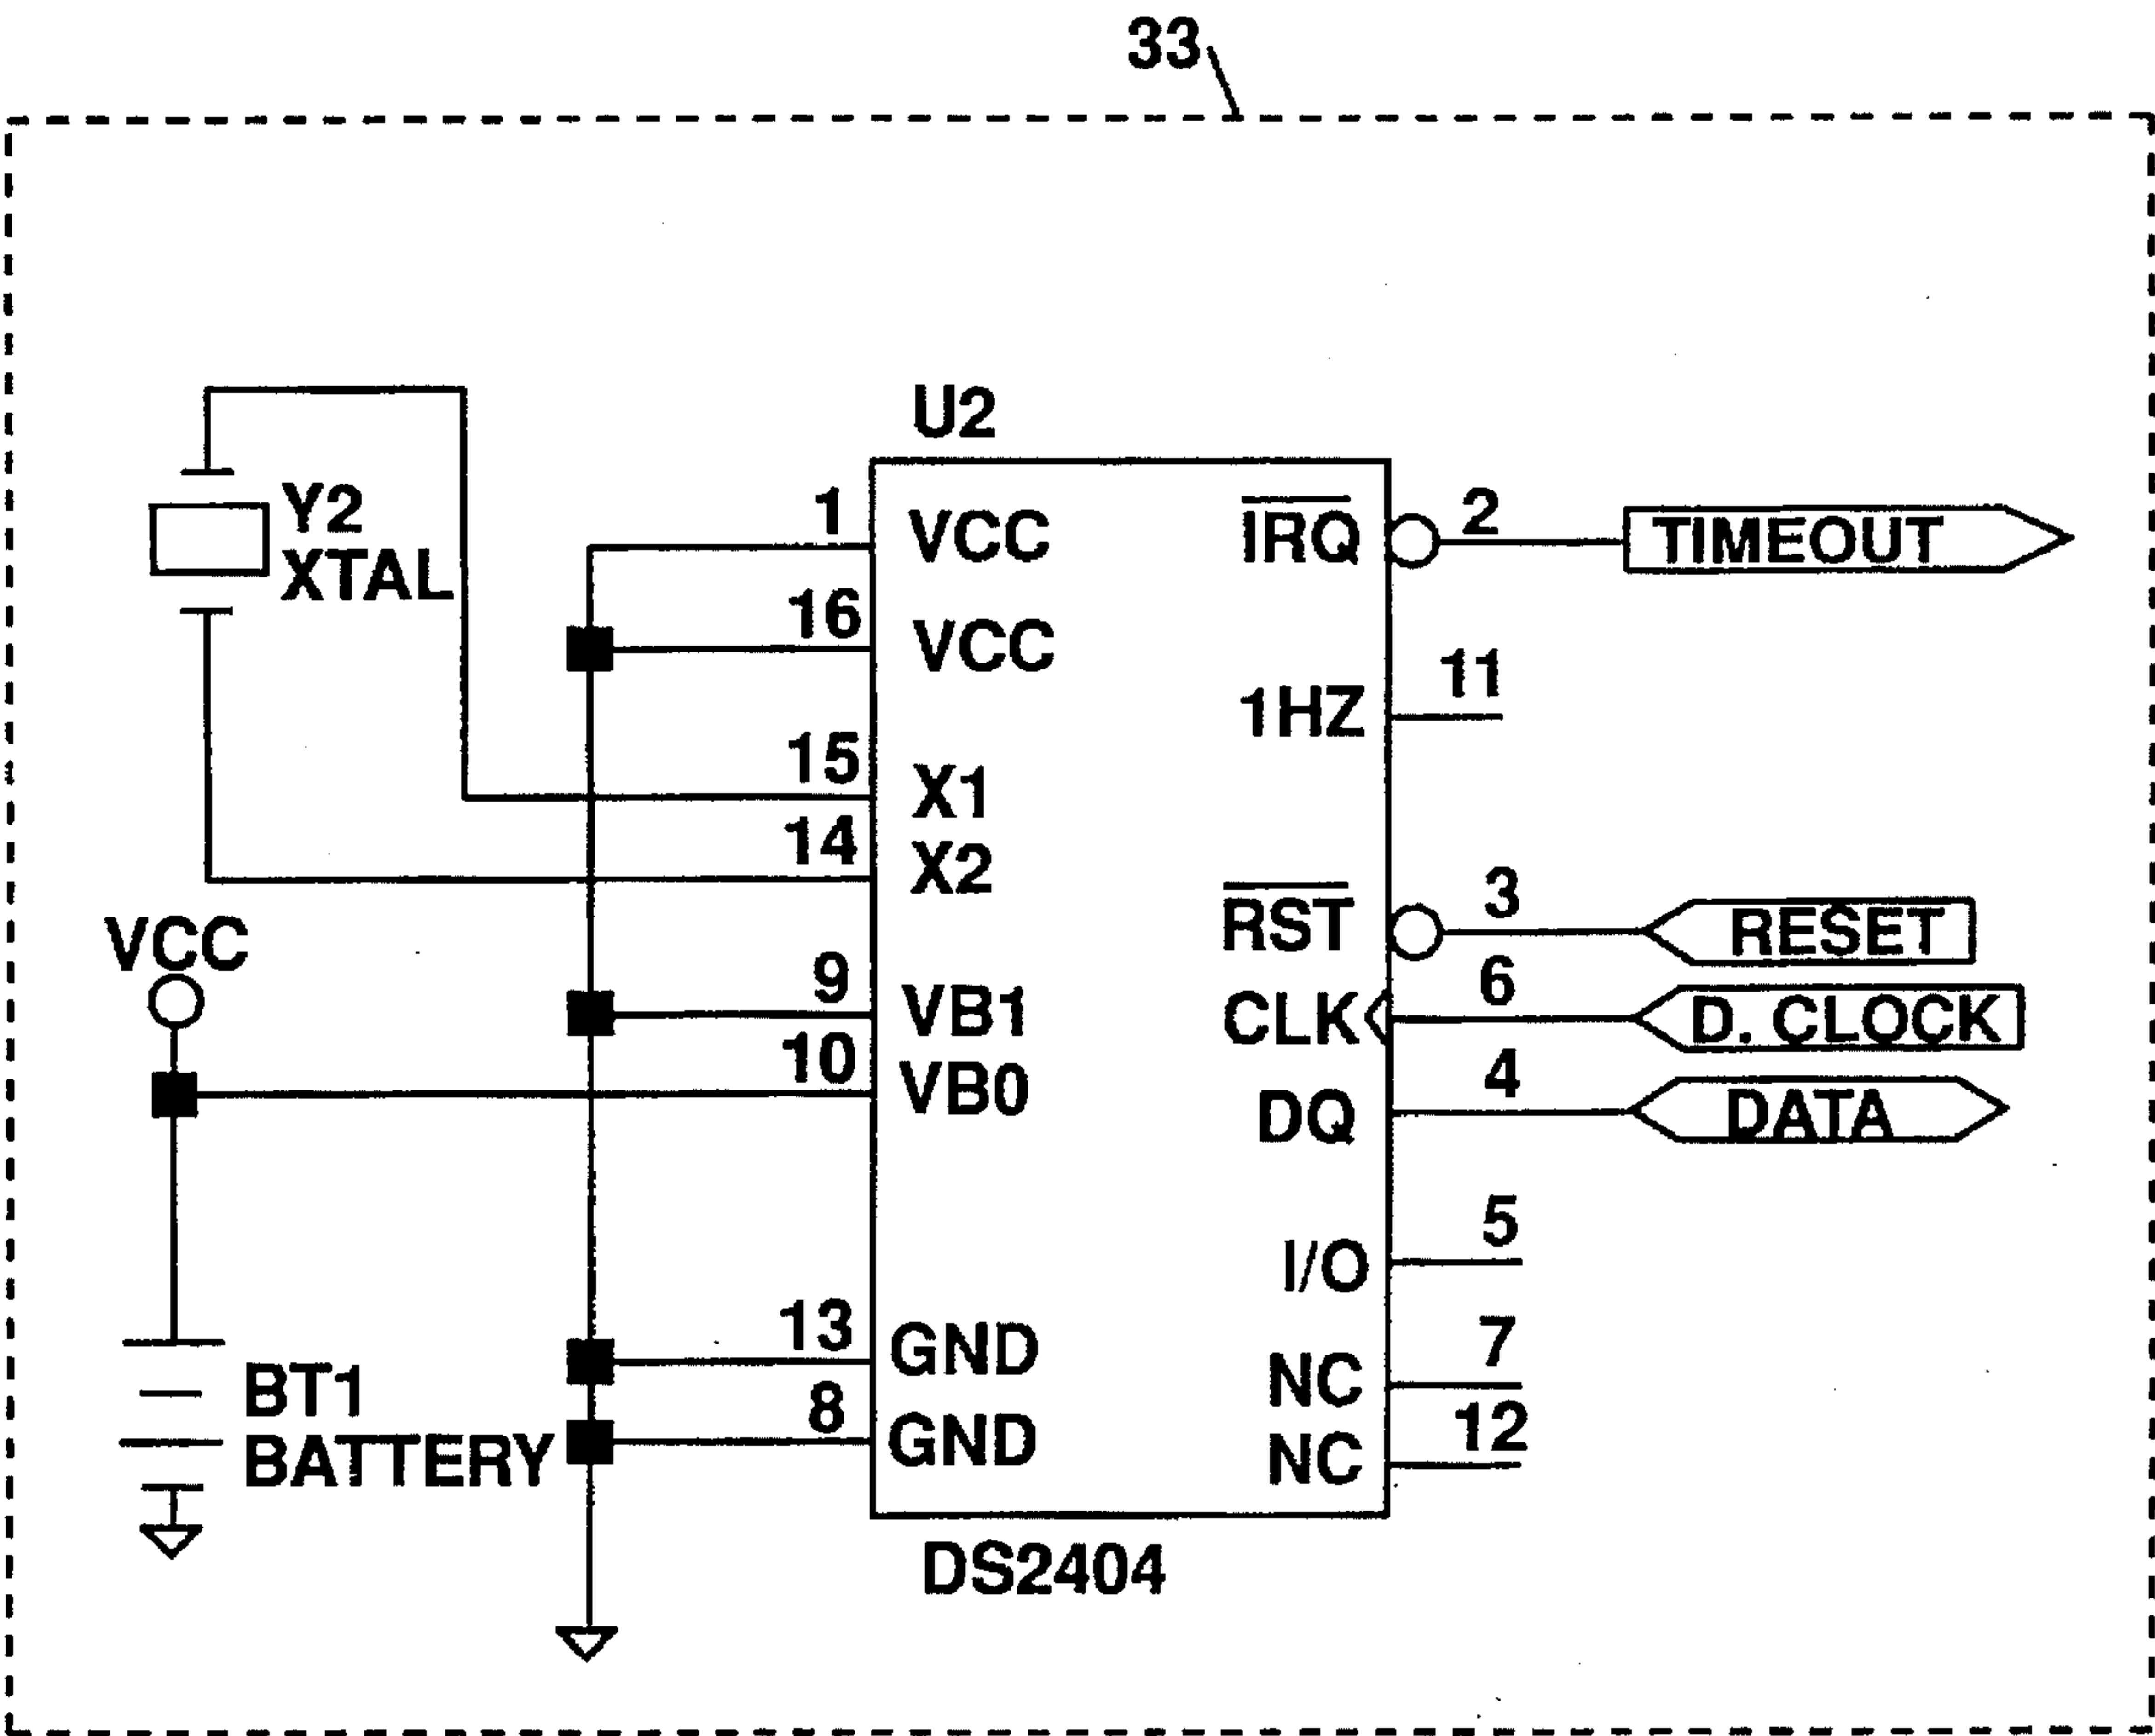 33
U2
Y2
XTAL
1
VCC
IRQ
2
TIMEOUT
16
VCC
11
1HZ
15
X1
14
X2
VCC
3
RST
RESET
9
VB1
6
CLK
D. CLOCK
10
VB0
4
DQ
DATA
5
I/O
13
GND
7
NC
BT1
BATTERY
8
GND
12
NC
DS2404